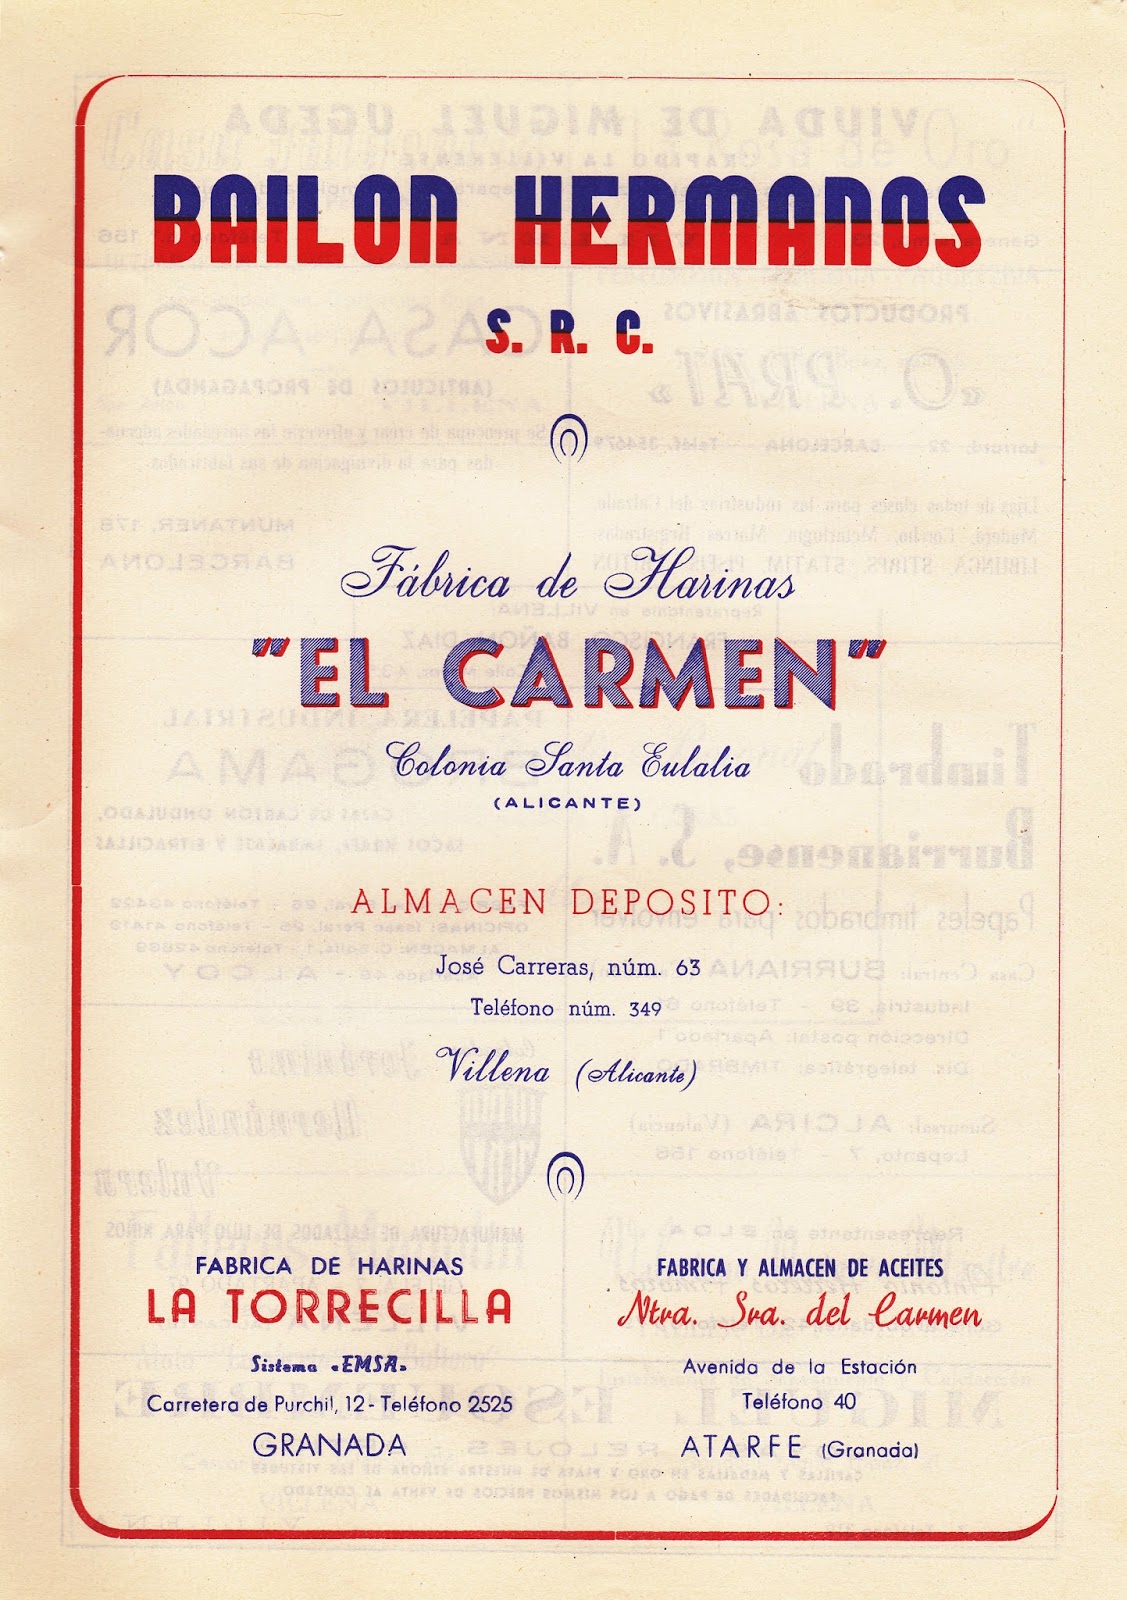 BAILON HERMANOS
S. R. C.
Fábrica de Harinas
"EL CARMEN"
Colonia Santa Eulalia
(ALICANTE)
ALMACEN DEPOSITO:
José Carreras, núm. 63
Teléfono núm. 349
Villena (Alicante)
FABRICA DE HARINAS
LA TORRECILLA
Sistema «EMSA»
Carretera de Purchil, 12 - Teléfono 2525
GRANADA
FABRICA Y ALMACEN DE ACEITES
Ntra. Sra. del Carmen
Avenida de la Estación
Teléfono 40
ATARFE (Granada)